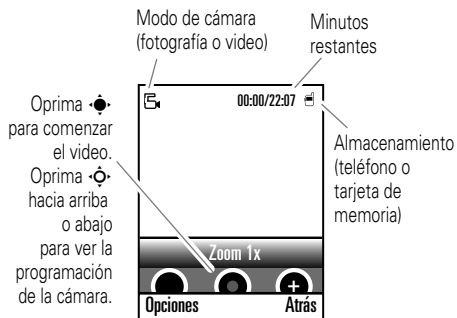 Modo de cámara
(fotografía o video)
Minutos
restantes
Oprima
para comenzar
el video.
Oprima
hacia arriba
o abajo
para ver la
programación
de la cámara.
00:00/22:07
Almacenamiento
(teléfono o
tarjeta de
memoria)
Zoom 1x
Opciones
Atrás